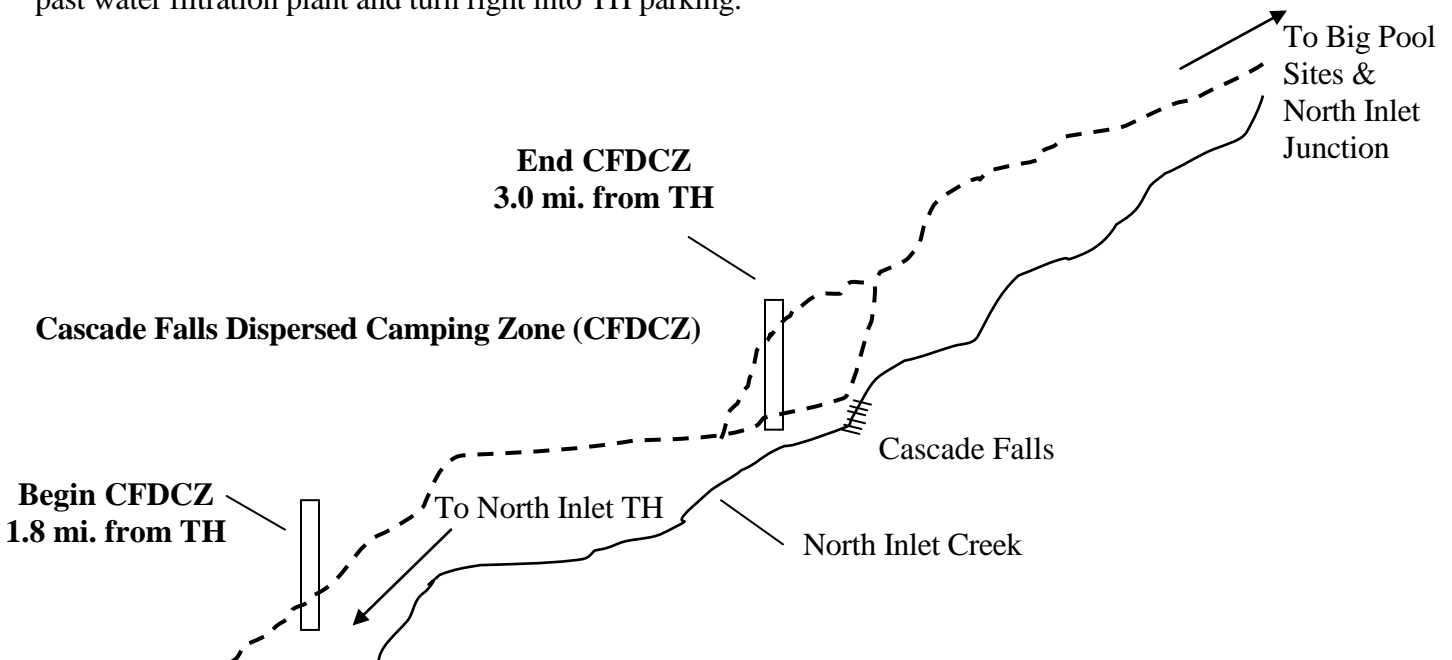 past water filtration plant and turn right into TH parking.
To Big Pool
Sites &
North Inlet
Junction
End CFDCZ
3.0 mi. from TH
Cascade Falls Dispersed Camping Zone (CFDCZ)
Cascade Falls
Begin CFDCZ
1.8 mi. from TH
To North Inlet TH
North Inlet Creek